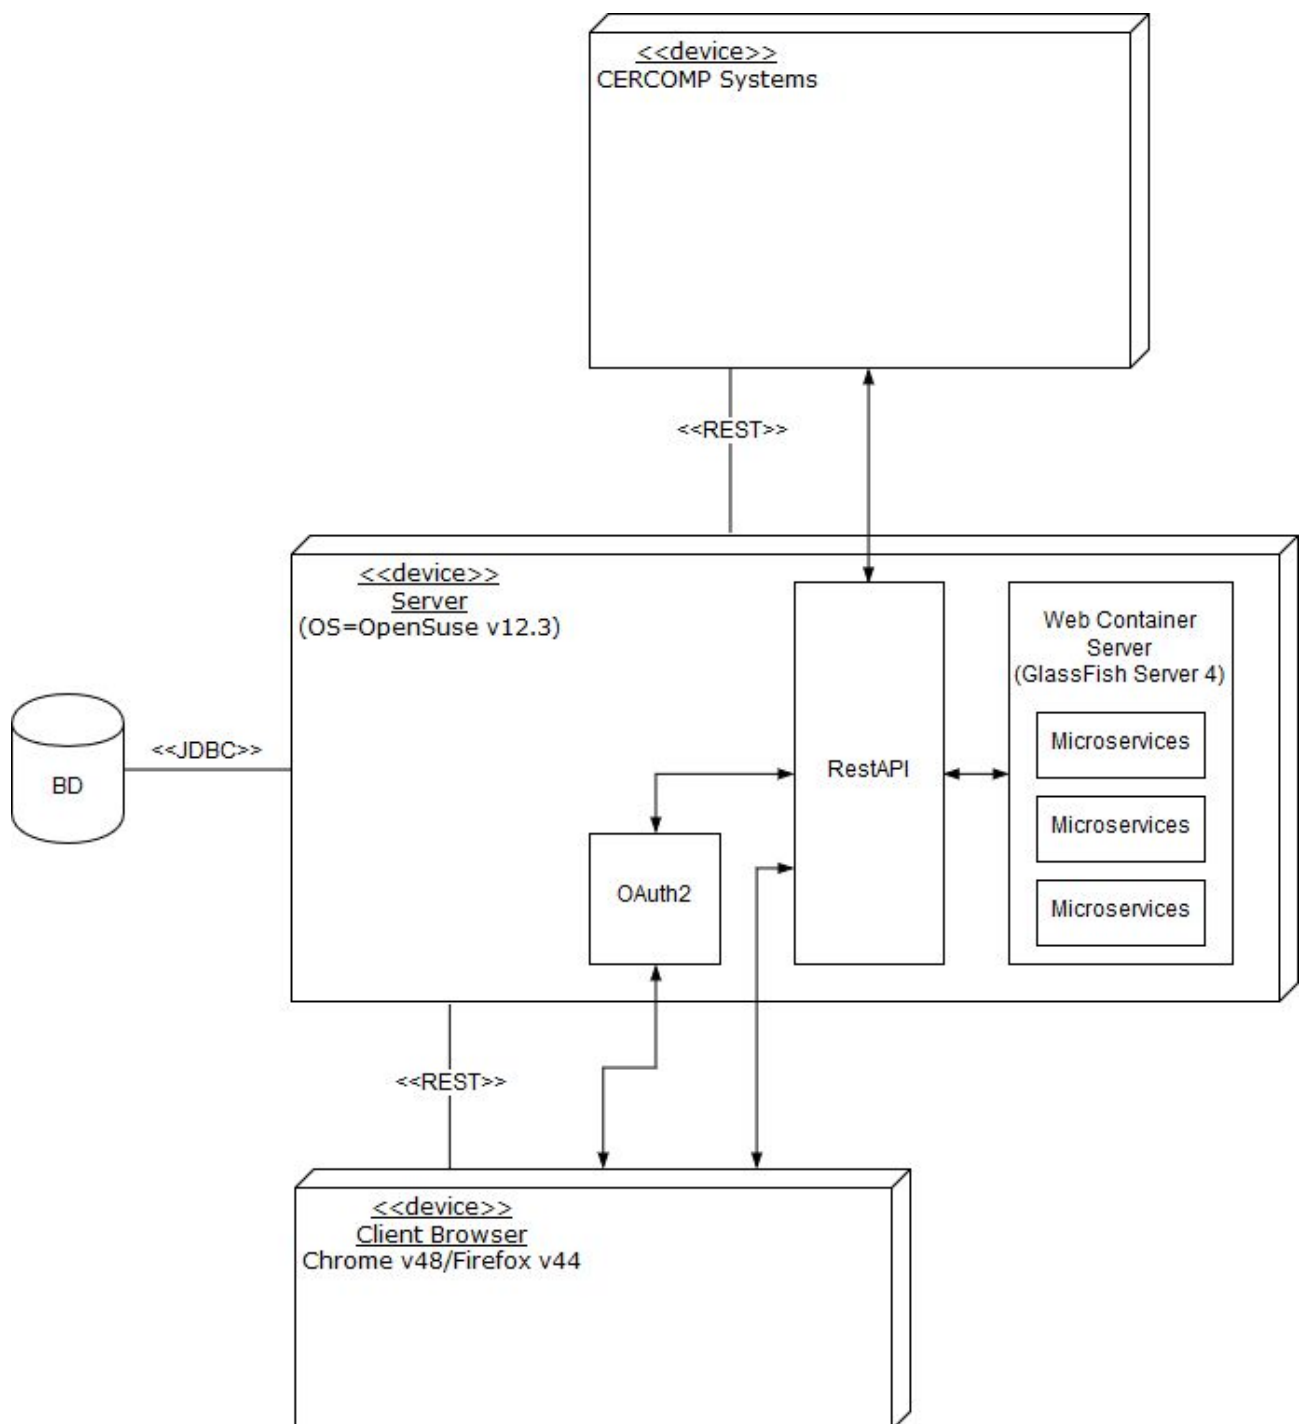 <<device>>
CERCOMP Systems
<<REST>>
<<device>>
Server
(OS=OpenSuse v12.3)
Web Container
Server
(GlassFish Server 4)
Microservices
<<JDBC>>
RestAPI
BD
Microservices
OAuth2
Microservices
<<REST>>
<<device>>
Client Browser
Chrome v48/Firefox v44